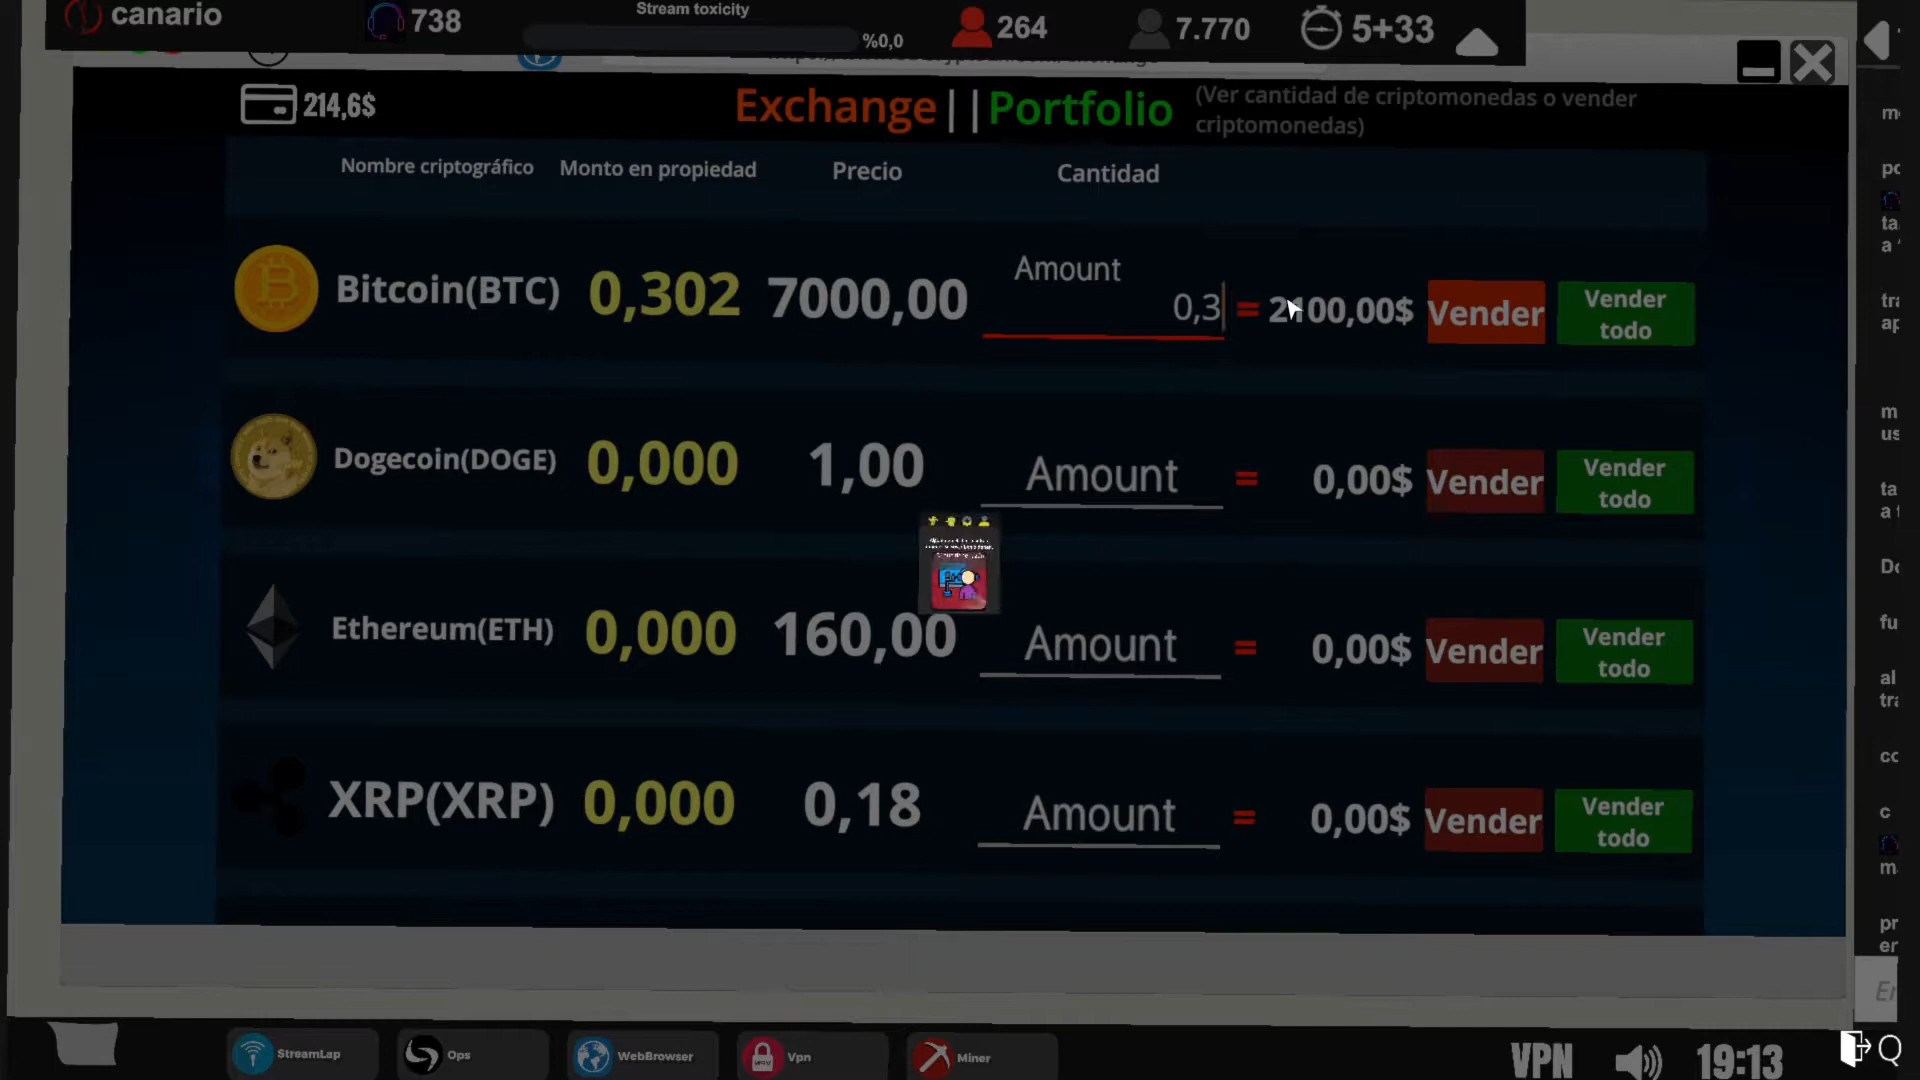 canario
738
Stream toxicity
%0,0
264
7.770
5+33
214,6$
Exchange||Portfolio
(Ver cantidad de criptomonedas o vender
criptomonedas)
Nombre criptográfico
Monto en propiedad
Precio
Cantidad
Bitcoin(BTC)
0,302
7000,00
Amount
0,3
=
2100,00$
Vender
Vender
todo
Dogecoin(DOGE)
0,000
1,00
Amount
=
0,00$
Vender
Vender
todo
Ethereum(ETH)
0,000
160,00
Amount
=
0,00$
Vender
Vender
todo
XRP(XRP)
0,000
0,18
Amount
=
0,00$
Vender
Vender
todo
StreamLap
Ops
WebBrowser
Vpn
Miner
VPN
19:13
Q